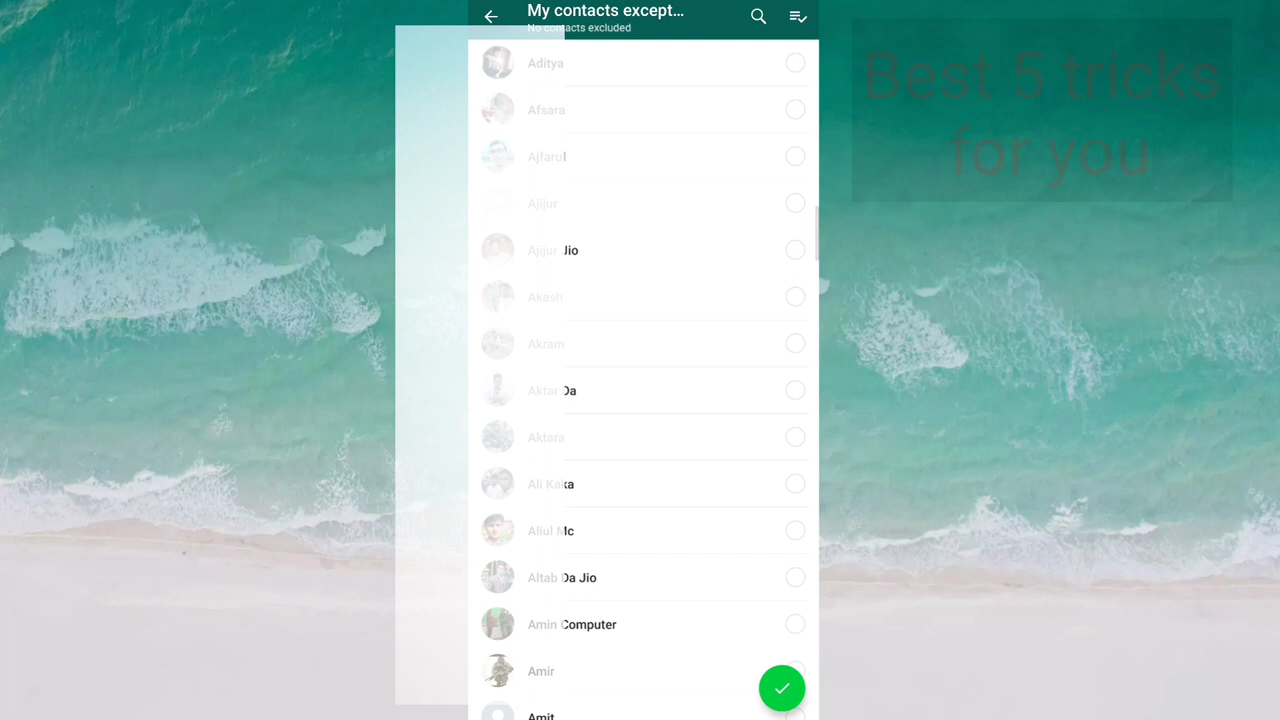 My contacts except...
No contacts excluded
Best 5 tricks
for you
Aditya
Afsara
Ajfarul
Ajijur
Ajijur Jio
Akash
Akram
Aktar Da
Aktara
Ali Kaka
Aliul Mc
Altab Da Jio
Amin Computer
Amir
Amit